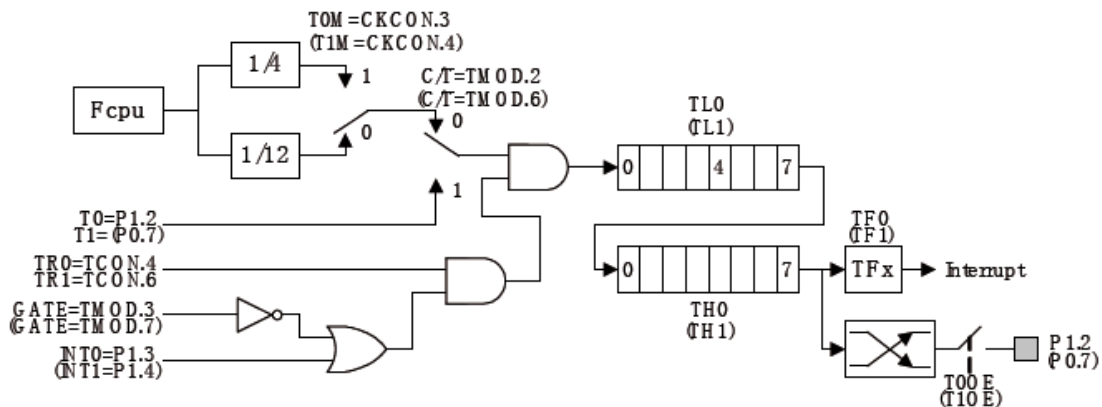 T0M=CKCON.3
(T1M=CKCON.4)
1/4
1
C/T=TMOD.2
(C/T=TMOD.6)
Fcpu
0
0
TL0
(TL1)
1/12
0 4 7
1
T0=P1.2
T1=(P0.7)
TF0
(TF1)
TR0=TCON.4
TR1=TCON.6
0 7
TFx
Interrupt
GATE=TMOD.3
(GATE=TMOD.7)
TH0
(TH1)
INT0=P1.3
(INT1=P1.4)
P1.2
(P0.7)
T0OE
(T1OE)